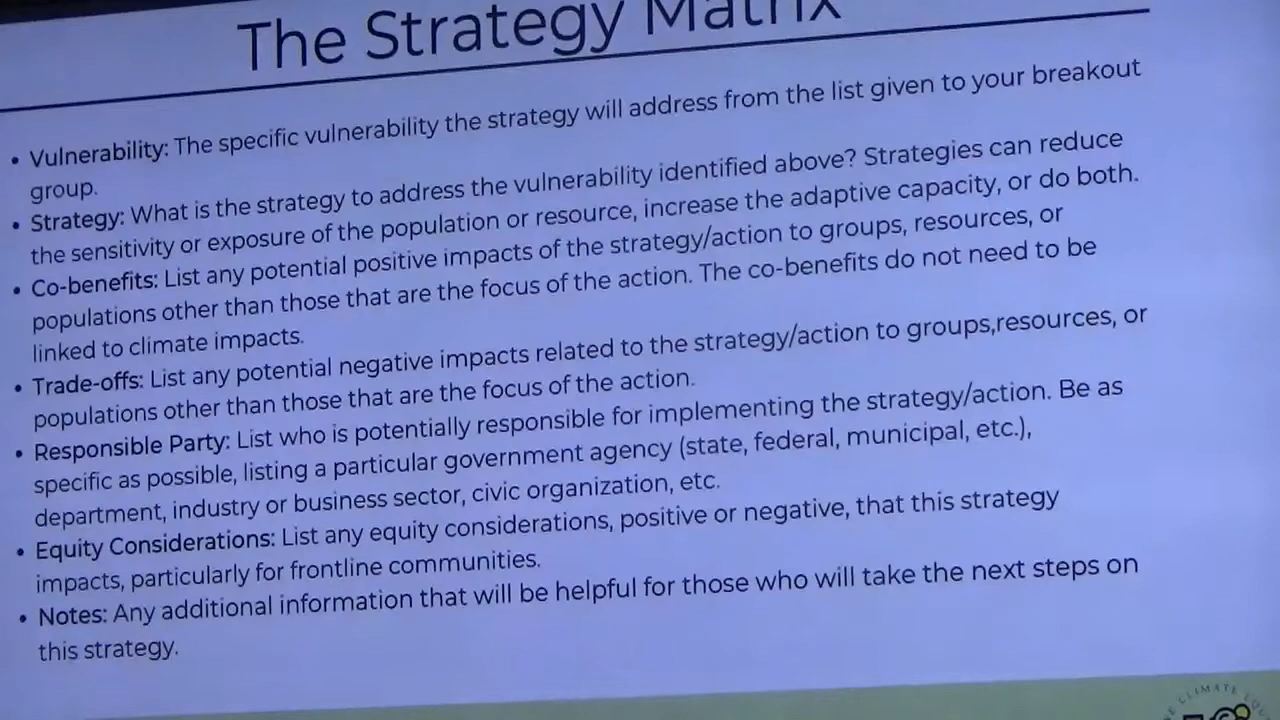 The Strategy Matrix
• Vulnerability: The specific vulnerability the strategy will address from the list given to your breakout
group.
• Strategy: What is the strategy to address the vulnerability identified above? Strategies can reduce
the sensitivity or exposure of the population or resource, increase the adaptive capacity, or do both.
• Co-benefits: List any potential positive impacts of the strategy/action to groups, resources, or
populations other than those that are the focus of the action. The co-benefits do not need to be
linked to climate impacts.
• Trade-offs: List any potential negative impacts related to the strategy/action to groups,resources, or
populations other than those that are the focus of the action.
• Responsible Party: List who is potentially responsible for implementing the strategy/action. Be as
specific as possible, listing a particular government agency (state, federal, municipal, etc.),
department, industry or business sector, civic organization, etc.
• Equity Considerations: List any equity considerations, positive or negative, that this strategy
impacts, particularly for frontline communities.
• Notes: Any additional information that will be helpful for those who will take the next steps on
this strategy.
CLIMATE